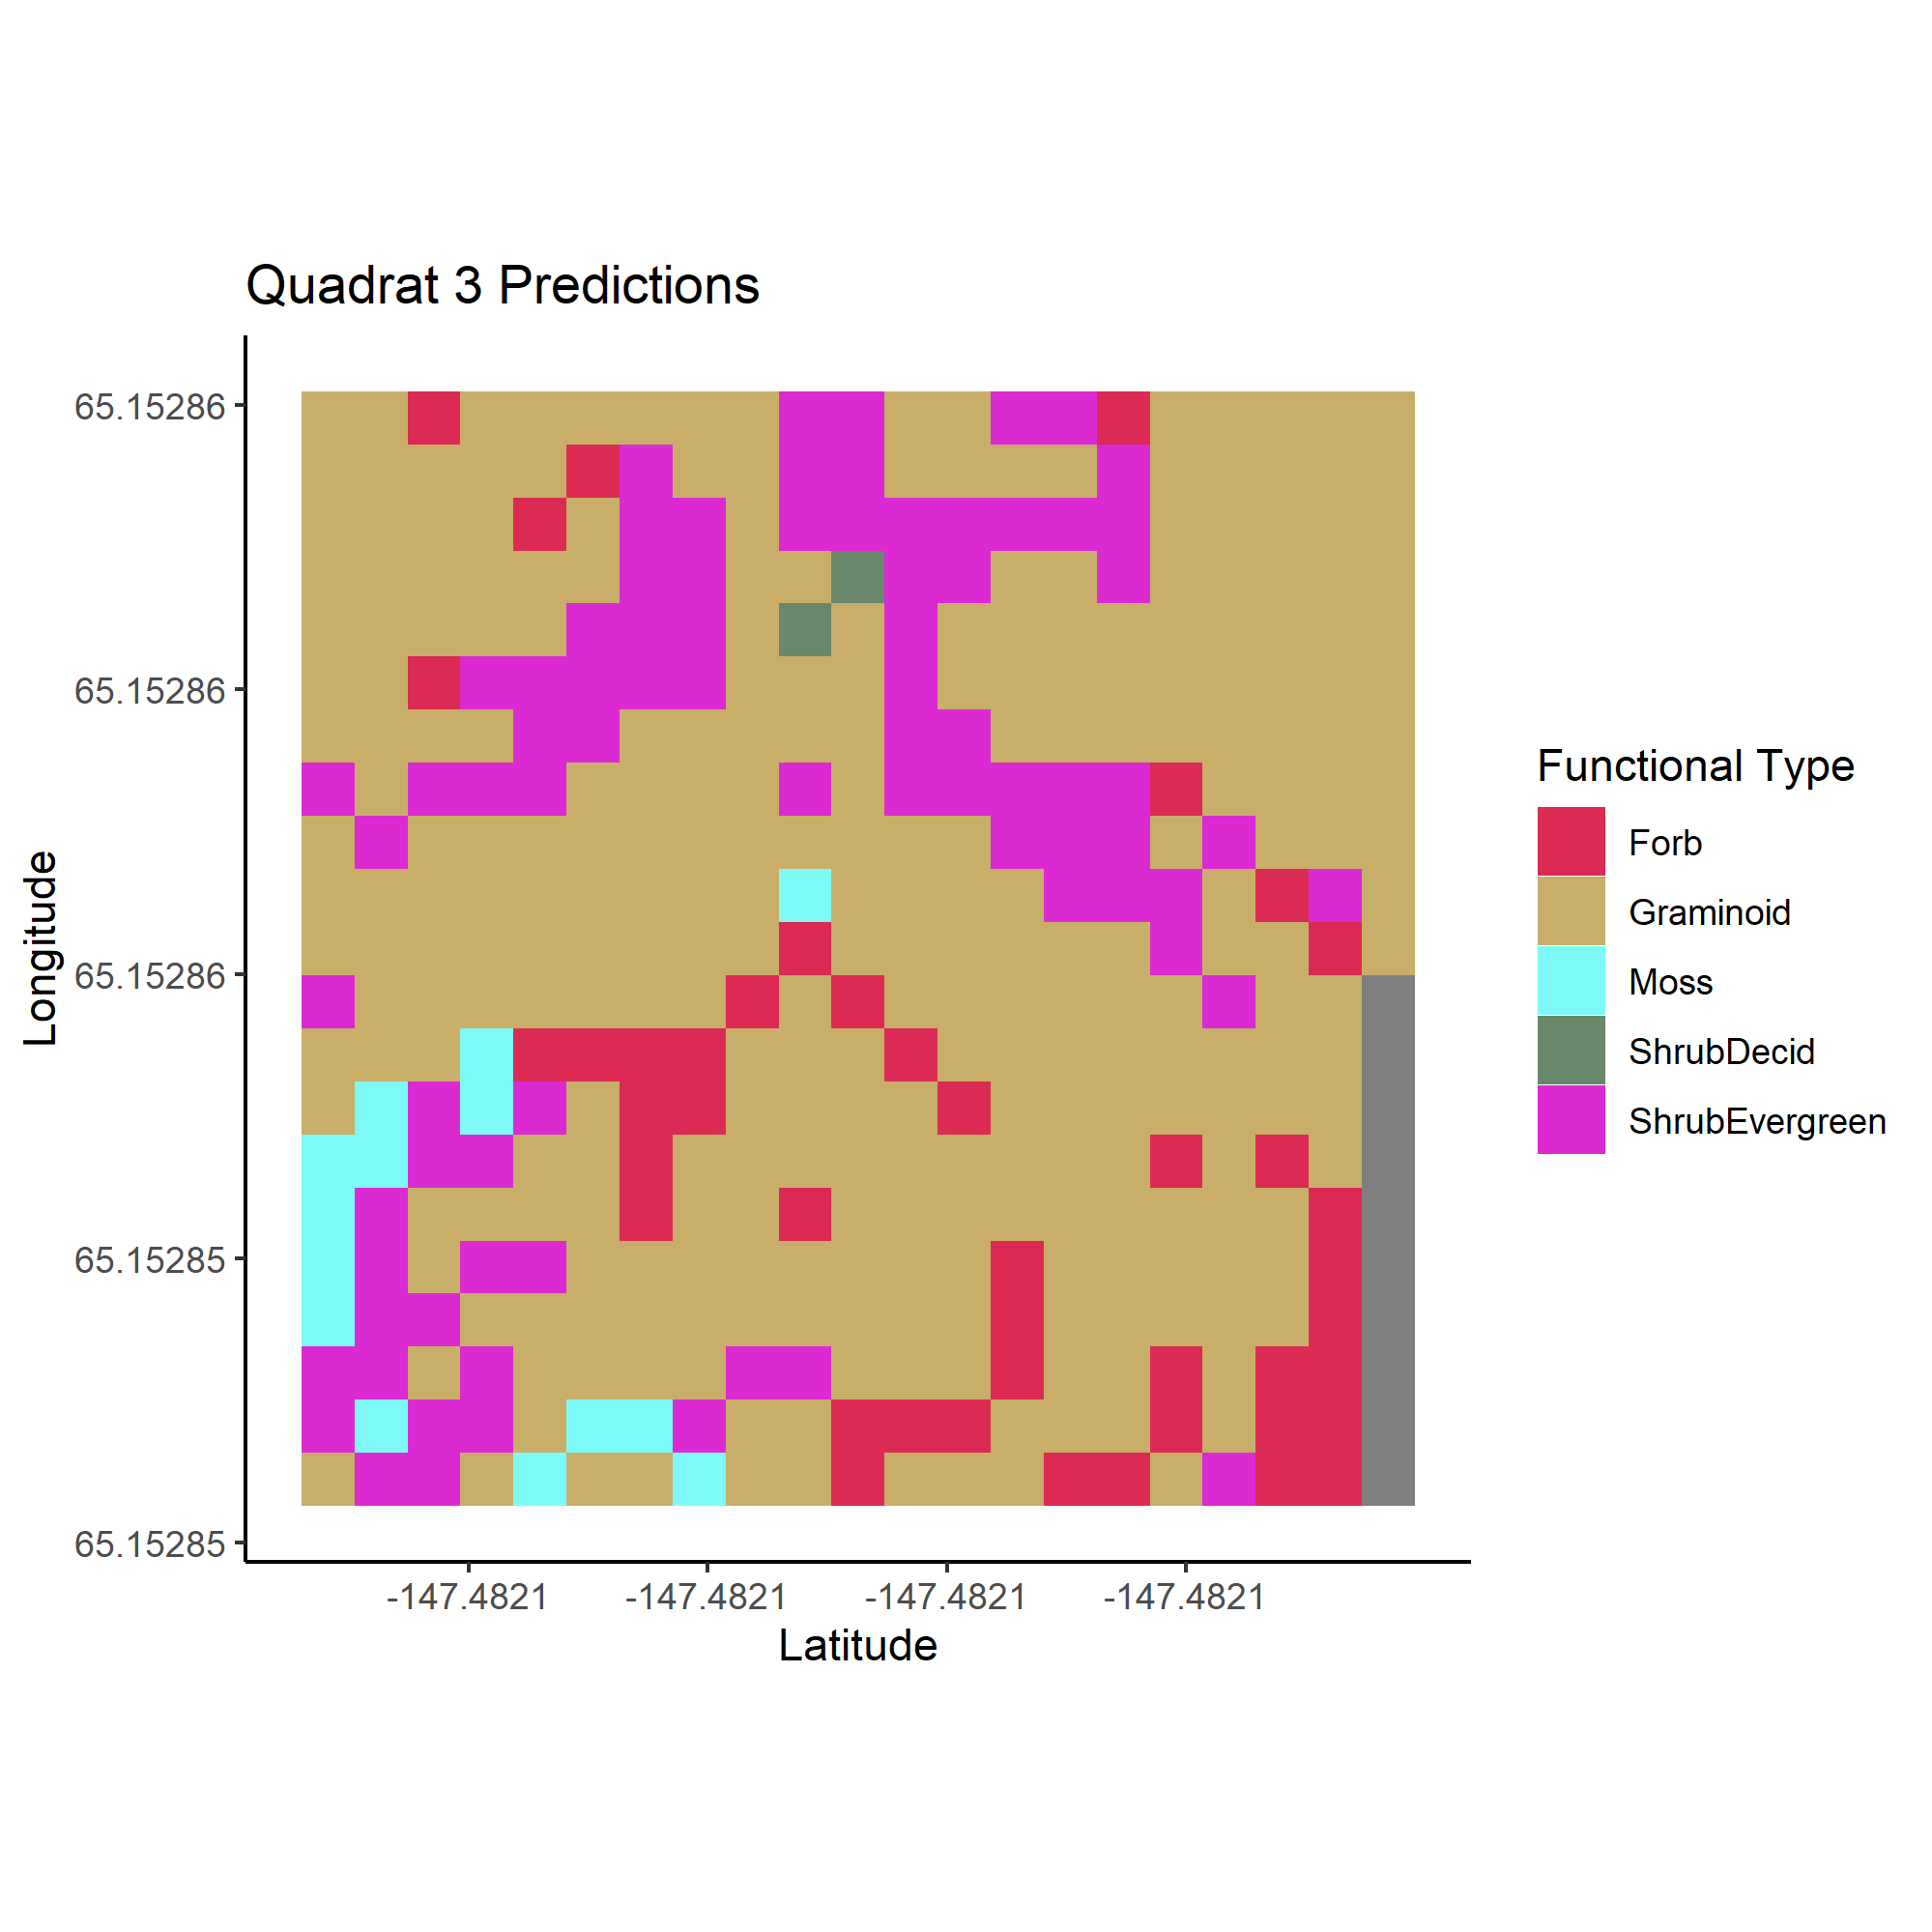 Quadrat 3 Predictions
65.15286
65.15286
65.15286
65.15285
65.15285
Longitude
-147.4821 -147.4821 -147.4821 -147.4821
Latitude
Functional Type
Forb
Graminoid
Moss
ShrubDecid
ShrubEvergreen